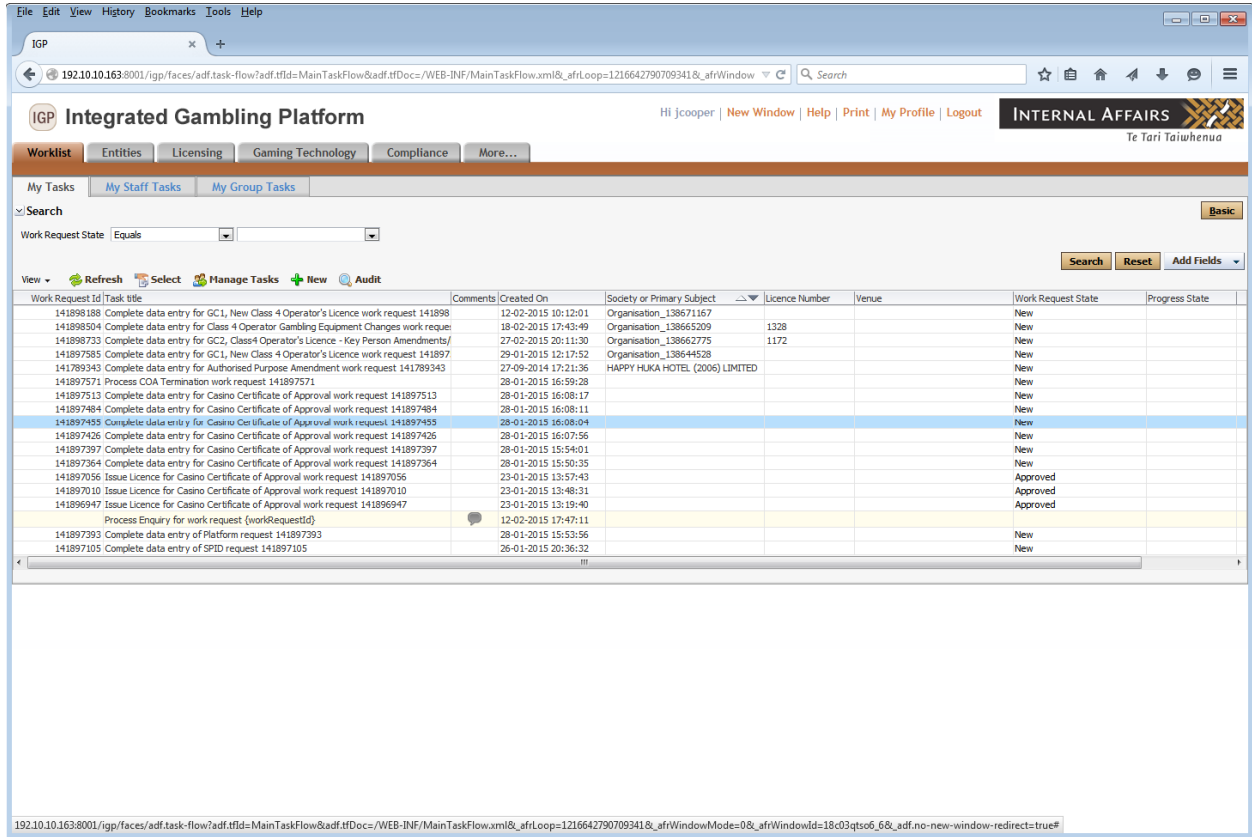 File Edit View History Bookmarks Tools Help
IGP
192.10.10.163:8001/igp/faces/adf.task-flow?adf.tfId=MainTaskFlow&adf.tfDoc=/WEB-INF/MainTaskFlow.xml&_afrLoop=1216642790709341&_afrWindow Search
IGP Integrated Gambling Platform Hi jcooper | New Window | Help | Print | My Profile | Logout INTERNAL AFFAIRS
Te Tari Taiwhenua
Worklist Entities Licensing Gaming Technology Compliance More...
My Tasks My Staff Tasks My Group Tasks
Search Basic
Work Request State Equals
Search Reset Add Fields
View Refresh Select Manage Tasks New Audit
Work Request Id Task title Comments Created On Society or Primary Subject Licence Number Venue Work Request State Progress State
141898188 Complete data entry for GC1, New Class 4 Operator's Licence work request 141898 12-02-2015 10:12:01 Organisation_138671167 New
141898504 Complete data entry for Class 4 Operator Gambling Equipment Changes work reque: 18-02-2015 17:43:49 Organisation_138665209 1328 New
141898733 Complete data entry for GC2, Class4 Operator's Licence - Key Person Amendments/ 27-02-2015 20:11:30 Organisation_138662775 1172 New
141897585 Complete data entry for GC1, New Class 4 Operator's Licence work request 141897 29-01-2015 12:17:52 Organisation_138644528 New
141789343 Complete data entry for Authorised Purpose Amendment work request 141789343 27-09-2014 17:21:36 HAPPY HUKA HOTEL (2006) LIMITED New
141897571 Process COA Termination work request 141897571 28-01-2015 16:59:28 New
141897513 Complete data entry for Casino Certificate of Approval work request 141897513 28-01-2015 16:08:17 New
141897484 Complete data entry for Casino Certificate of Approval work request 141897484 28-01-2015 16:08:11 New
141897455 Complete data entry for Casino Certificate of Approval work request 141897455 28-01-2015 16:08:04 New
141897426 Complete data entry for Casino Certificate of Approval work request 141897426 28-01-2015 16:07:56 New
141897397 Complete data entry for Casino Certificate of Approval work request 141897397 28-01-2015 15:54:01 New
141897364 Complete data entry for Casino Certificate of Approval work request 141897364 28-01-2015 15:50:35 New
141897056 Issue Licence for Casino Certificate of Approval work request 141897056 23-01-2015 13:57:43 Approved
141897010 Issue Licence for Casino Certificate of Approval work request 141897010 23-01-2015 13:48:31 Approved
141896947 Issue Licence for Casino Certificate of Approval work request 141896947 23-01-2015 13:19:40 Approved
Process Enquiry for work request {workRequestId} 12-02-2015 17:47:11
141897393 Complete data entry of Platform request 141897393 28-01-2015 15:53:56 New
141897105 Complete data entry of SPID request 141897105 26-01-2015 20:36:32 New
192.10.10.163:8001/igp/faces/adf.task-flow?adf.tfId=MainTaskFlow&adf.tfDoc=/WEB-INF/MainTaskFlow.xml&_afrLoop=1216642790709341&_afrWindowMode=0&_afrWindowId=18c03qtso6_6&_adf.no-new-window-redirect=true#